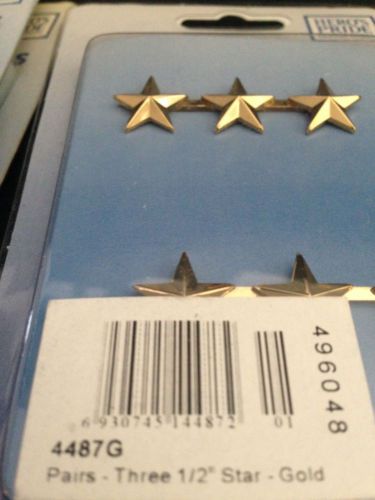 HERO'S
PRIDE
496048
6 930745 144872 01
4487G
Pairs - Three 1/2" Star - Gold